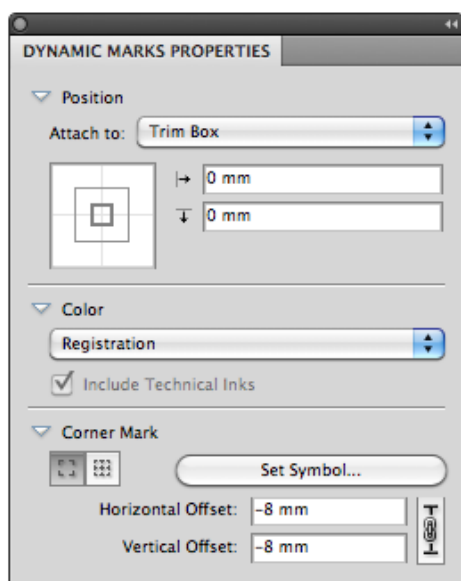 DYNAMIC MARKS PROPERTIES
Position
Attach to: Trim Box
0 mm
0 mm
Color
Registration
Include Technical Inks
Corner Mark
Set Symbol...
Horizontal Offset: -8 mm
Vertical Offset: -8 mm